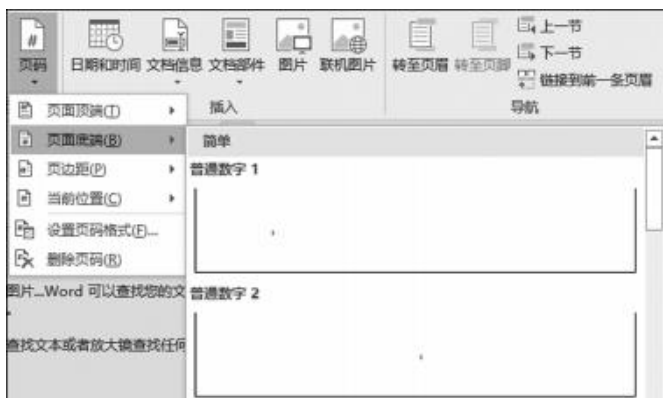 页码 日期和时间 文档信息 文档部件 图片 联机图片 转至页眉 转至页脚
上一节
下一节
链接到前一条页眉
插入 导航
页面顶端(T)
页面底端(B)
页边距(P)
当前位置(C)
设置页码格式(F)...
删除页码(R)
简单
普通数字 1
普通数字 2
图片...Word 可以查找您的文
查找文本或者放大镜查找任何